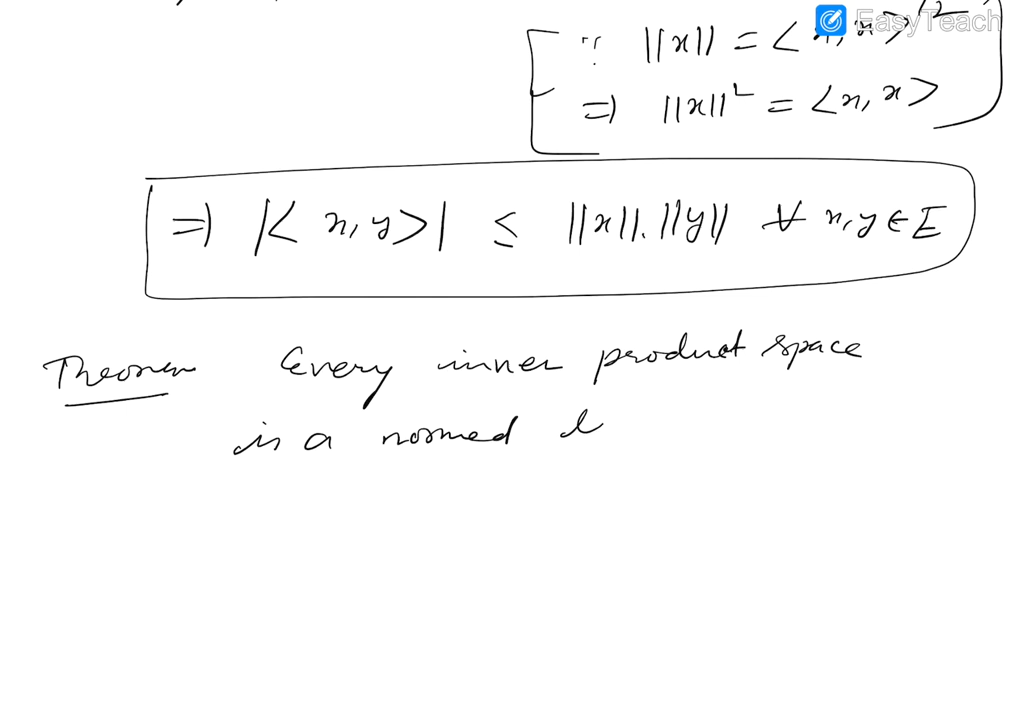 EasyTeach
∵ ||x|| = <x, x>^1/2
=> ||x||² = <x, x>
=> |<x, y>| ≤ ||x||.||y|| ∀ x, y ∈ E
Theorem Every inner product space
is a normed l